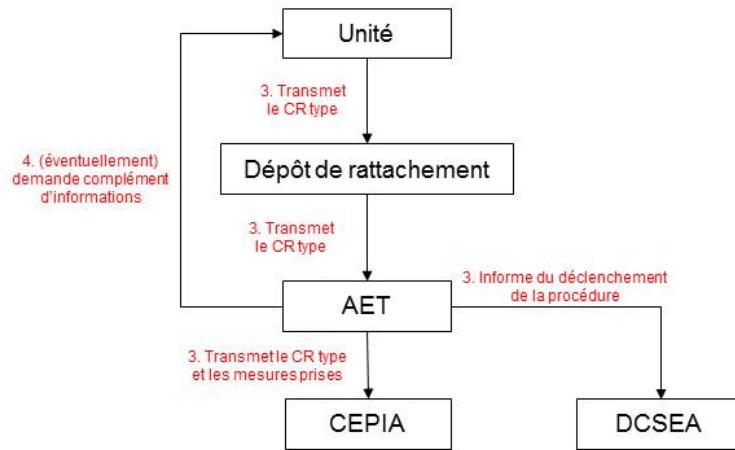 Unité
3. Transmet
le CR type
4. (éventuellement)
demande complément
d'informations
Dépôt de rattachement
3. Transmet
le CR type
3. Informe du déclenchement
de la procédure
AET
3. Transmet le CR type
et les mesures prises
CEPIA
DCSEA